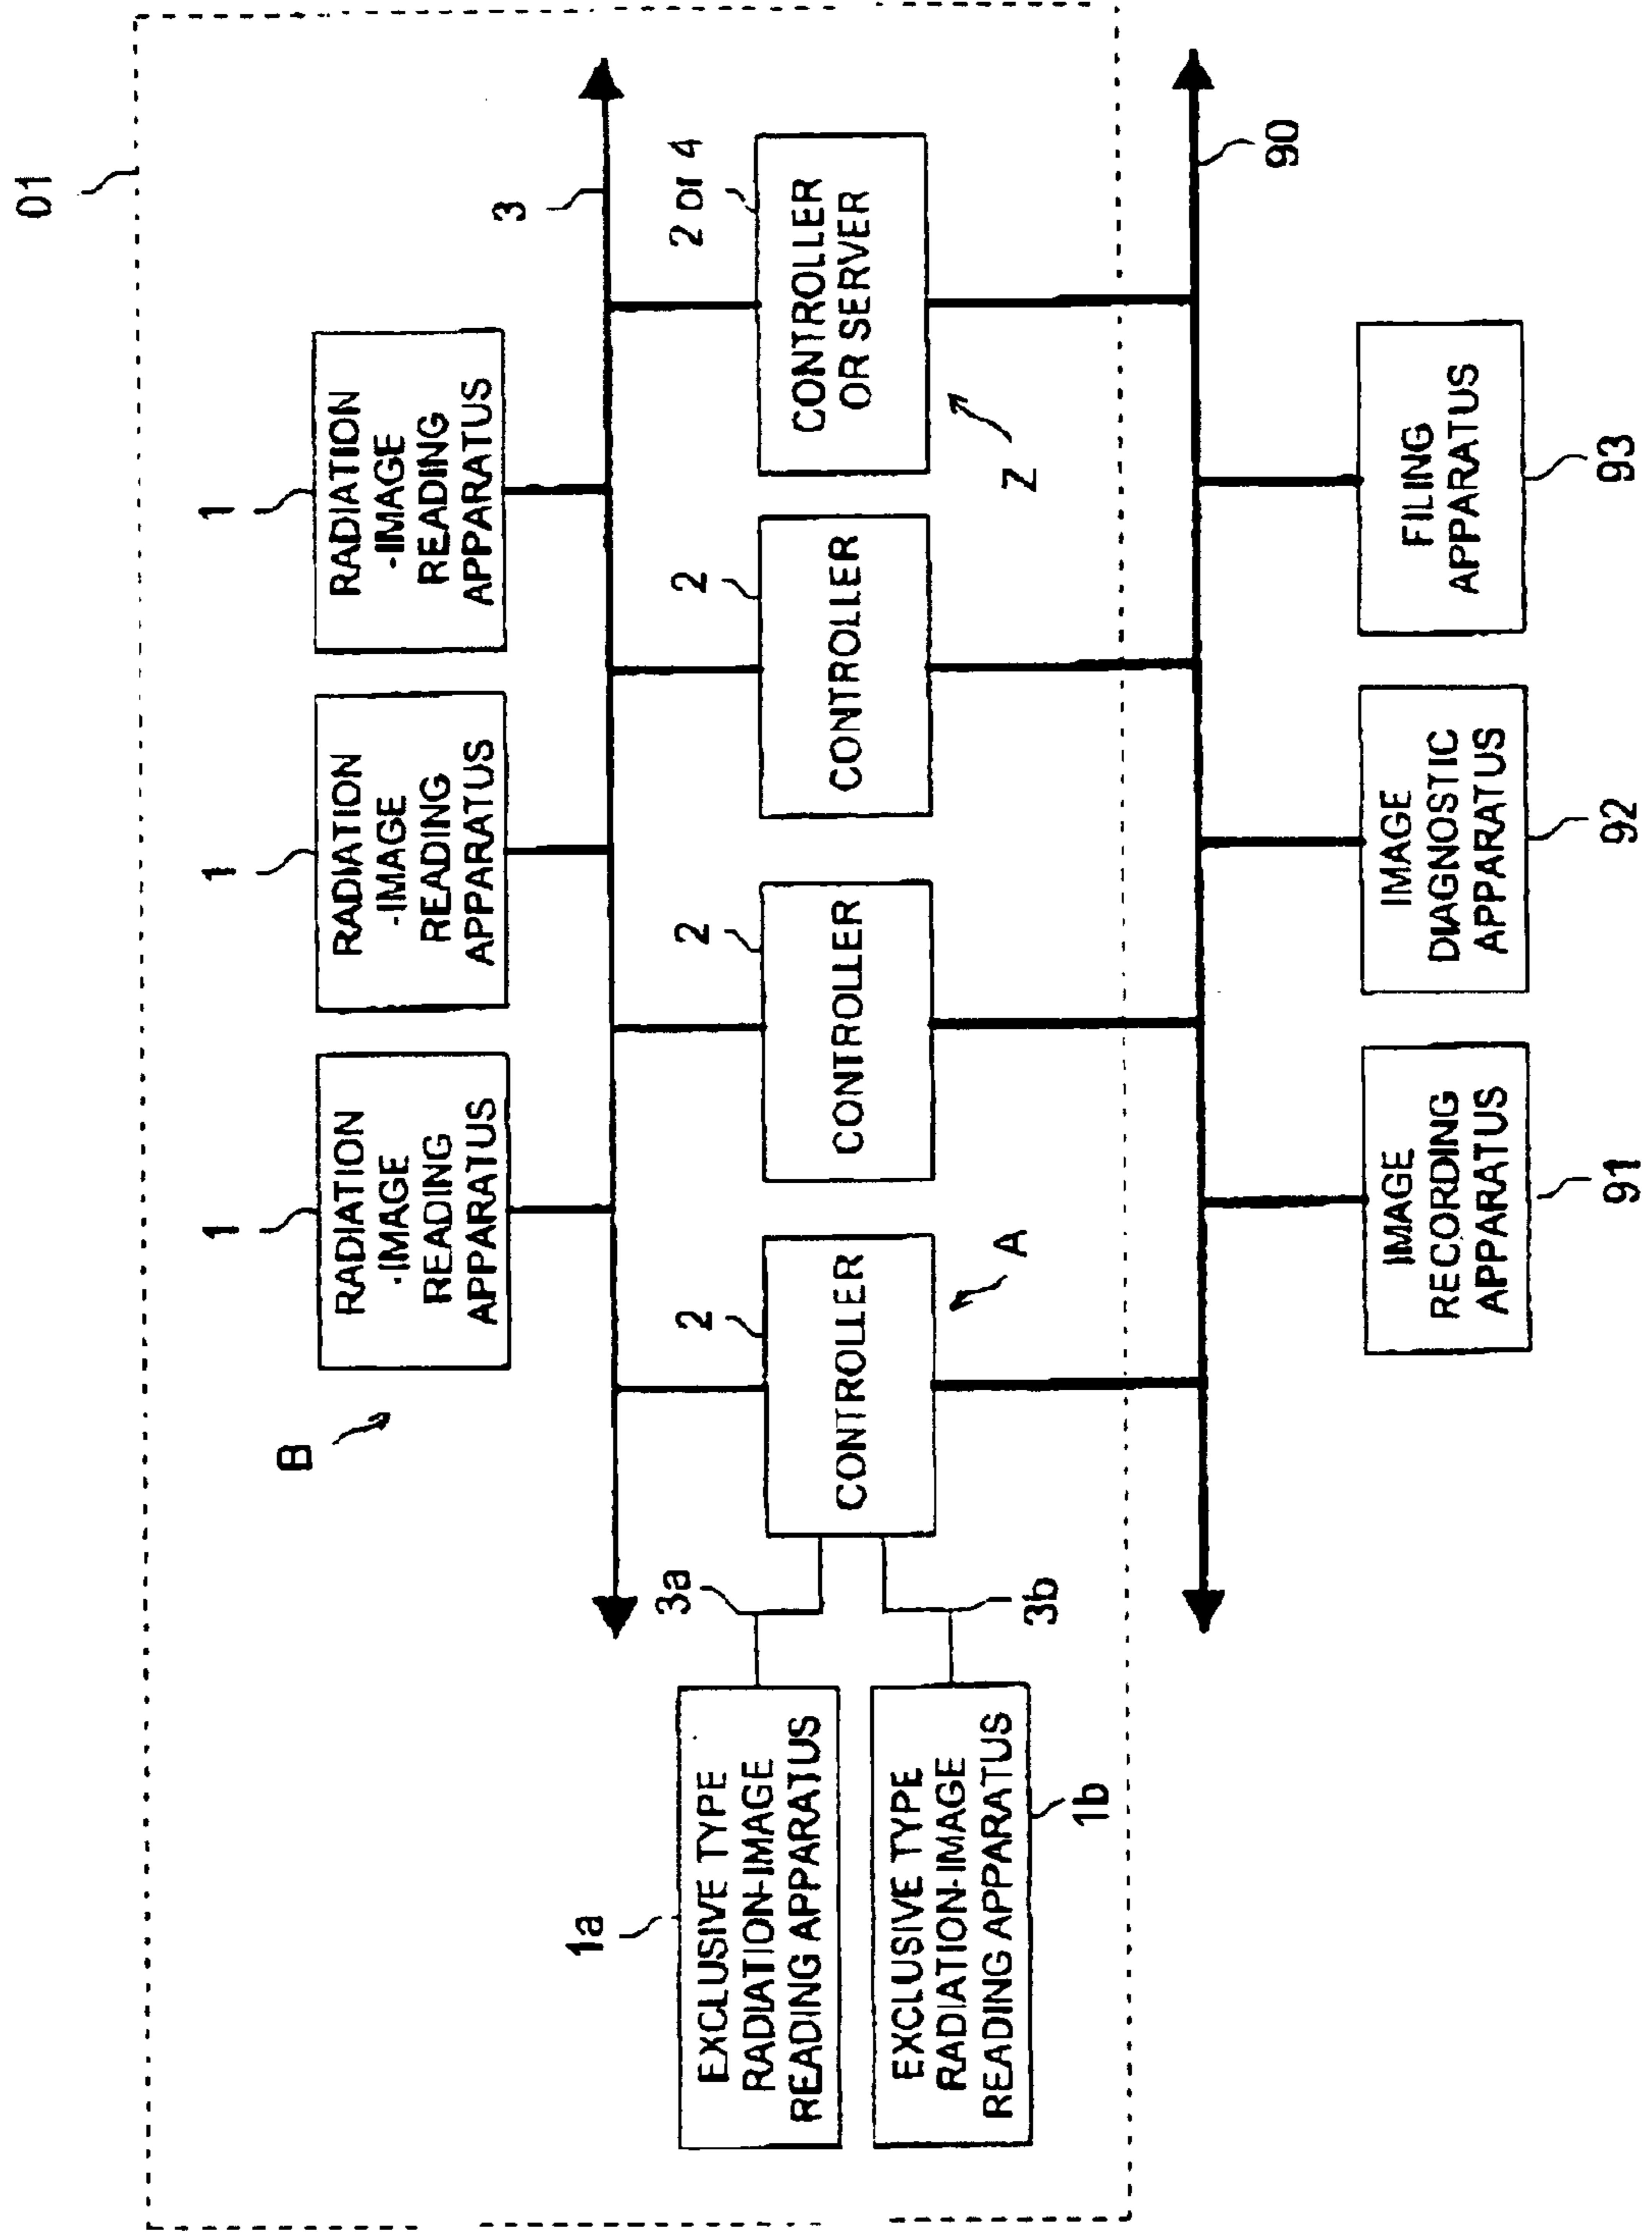 01
B
1
RADIATION
-IMAGE
READING
APPARATUS
1
RADIATION
-IMAGE
READING
APPARATUS
1
RADIATION
-IMAGE
READING
APPARATUS
3
1a
EXCLUSIVE TYPE
RADIATION-IMAGE
READING APPARATUS
3a
2
CONTROLLER
2
CONTROLLER
2
CONTROLLER
2 or 4
CONTROLLER
OR SERVER
EXCLUSIVE TYPE
RADIATION-IMAGE
READING APPARATUS
1b
3b
A
Z
90
IMAGE
RECORDING
APPARATUS
91
IMAGE
DIAGNOSTIC
APPARATUS
92
FILING
APPARATUS
93